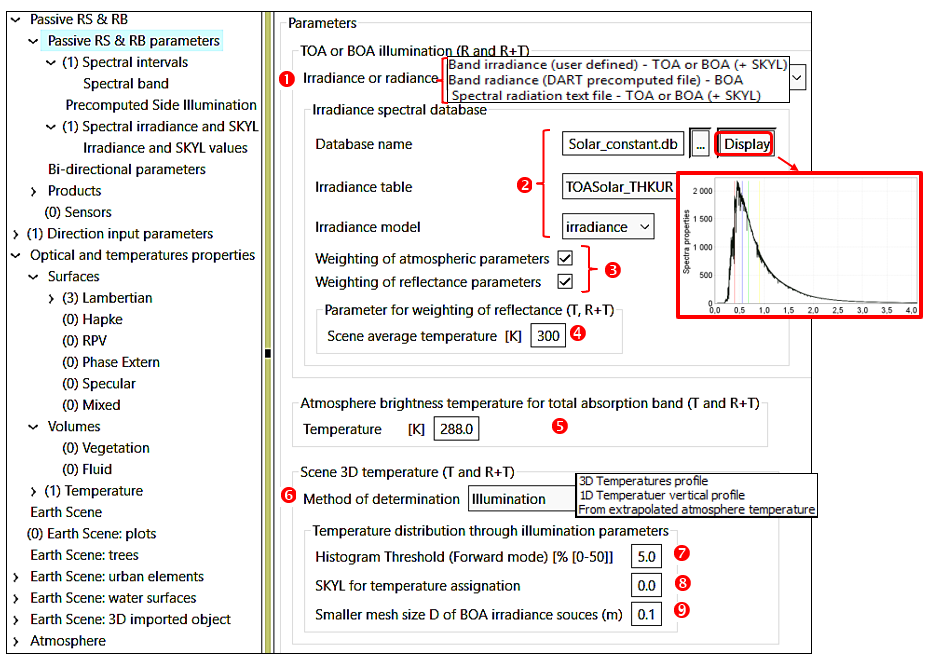 Passive RS & RB
Passive RS & RB parameters
(1) Spectral intervals
Spectral band
Precomputed Side Illumination
(1) Spectral irradiance and SKYL
Irradiance and SKYL values
Bi-directional parameters
Products
(0) Sensors
(1) Direction input parameters
Optical and temperatures properties
Surfaces
(3) Lambertian
(0) Hapke
(0) RPV
(0) Phase Extern
(0) Specular
(0) Mixed
Volumes
(0) Vegetation
(0) Fluid
(1) Temperature
Earth Scene
(0) Earth Scene: plots
Earth Scene: trees
Earth Scene: urban elements
Earth Scene: water surfaces
Earth Scene: 3D imported object
Atmosphere
Parameters
TOA or BOA illumination (R and R+T)
1 Irradiance or radiance
Band irradiance (user defined) - TOA or BOA (+ SKYL)
Band radiance (DART precomputed file) - BOA
Spectral radiation text file - TOA or BOA (+ SKYL)
Irradiance spectral database
Database name Solar_constant.db ... Display
2 Irradiance table TOASolar_THKUR
Irradiance model irradiance
Weighting of atmospheric parameters
3
Weighting of reflectance parameters
Parameter for weighting of reflectance (T, R+T)
Scene average temperature [K] 300 4
Spectra properties
2 000
1 500
1 000
500
0
0,0 0,5 1,0 1,5 2,0 2,5 3,0 3,5 4,0
Atmosphere brightness temperature for total absorption band (T and R+T)
Temperature [K] 288.0 5
Scene 3D temperature (T and R+T)
6 Method of determination Illumination
3D Temperatures profile
1D Temperatuer vertical profile
From extrapolated atmosphere temperature
Temperature distribution through illumination parameters
Histogram Threshold (Forward mode) [% [0-50]] 5.0 7
SKYL for temperature assignation 0.0 8
Smaller mesh size D of BOA irradiance souces (m) 0.1 9